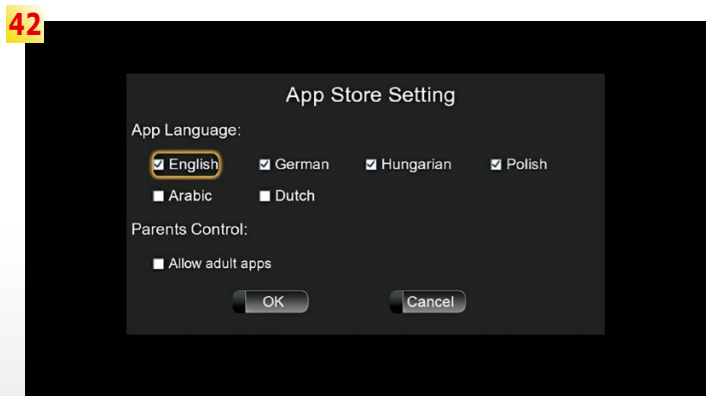 42
App Store Setting
App Language:
English German Hungarian Polish
Arabic Dutch
Parents Control:
Allow adult apps
OK Cancel